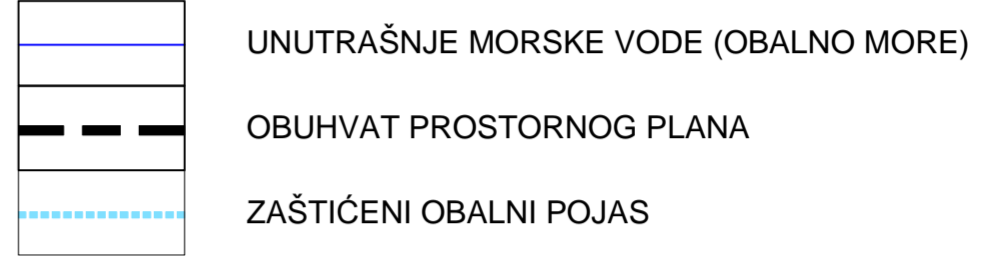 UNUTRAŠNJE MORSKE VODE (OBALNO MORE)
OBUHVAT PROSTORNOG PLANA
ZAŠTIĆENI OBALNI POJAS